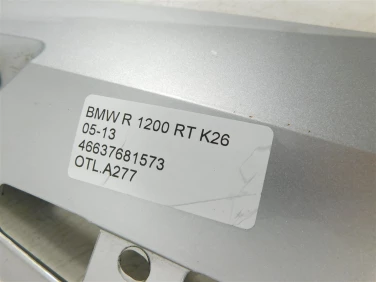 BMW R 1200 RT K26
05-13
46637681573
OTL.A277